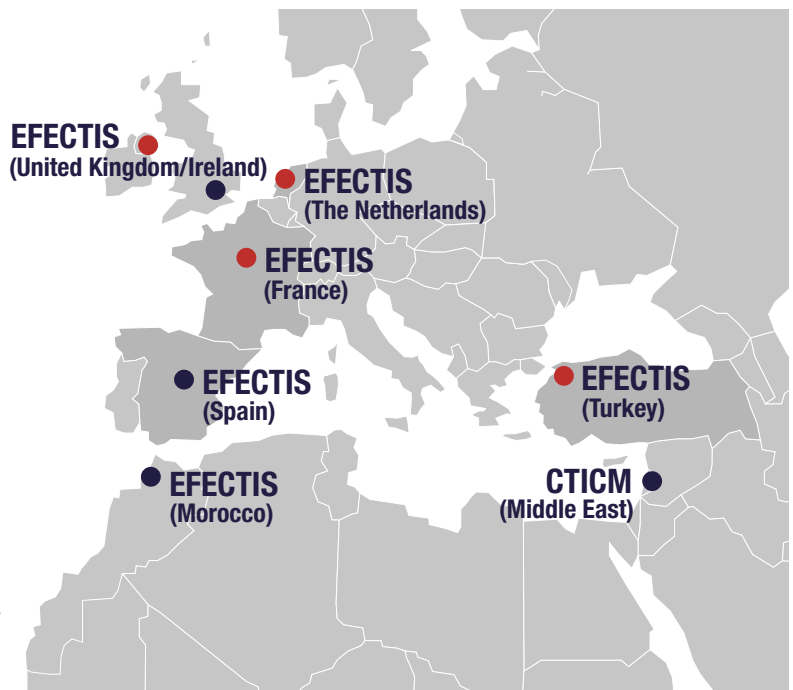 EFECTIS
(United Kingdom/Ireland)
EFECTIS
(The Netherlands)
EFECTIS
(France)
EFECTIS
(Spain)
EFECTIS
(Turkey)
EFECTIS
(Morocco)
CTICM
(Middle East)